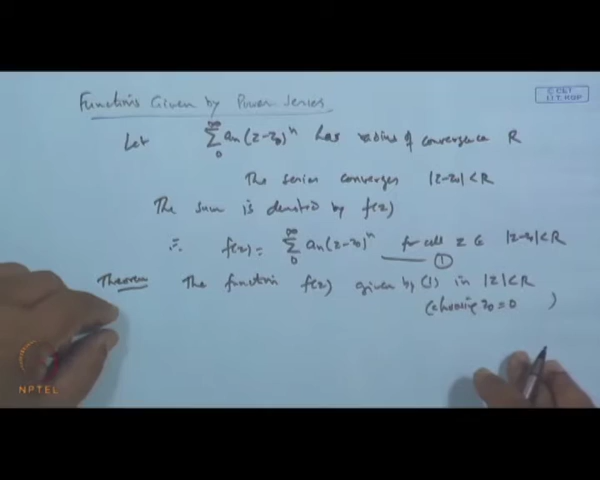 C CET
I.I.T. KGP
Functions Given by Power Series
Let ∞ Σ 0 an(z-z0)^n has radius of convergence R
The series converges |z-z0|<R
The sum is denoted by f(z)
∴ f(z) = ∞ Σ 0 an(z-z0)^n for all z ∈ |z-z0|<R
①
Theorem The function f(z) given by (1) in |z|<R
(choosing z0=0 )
NPTEL